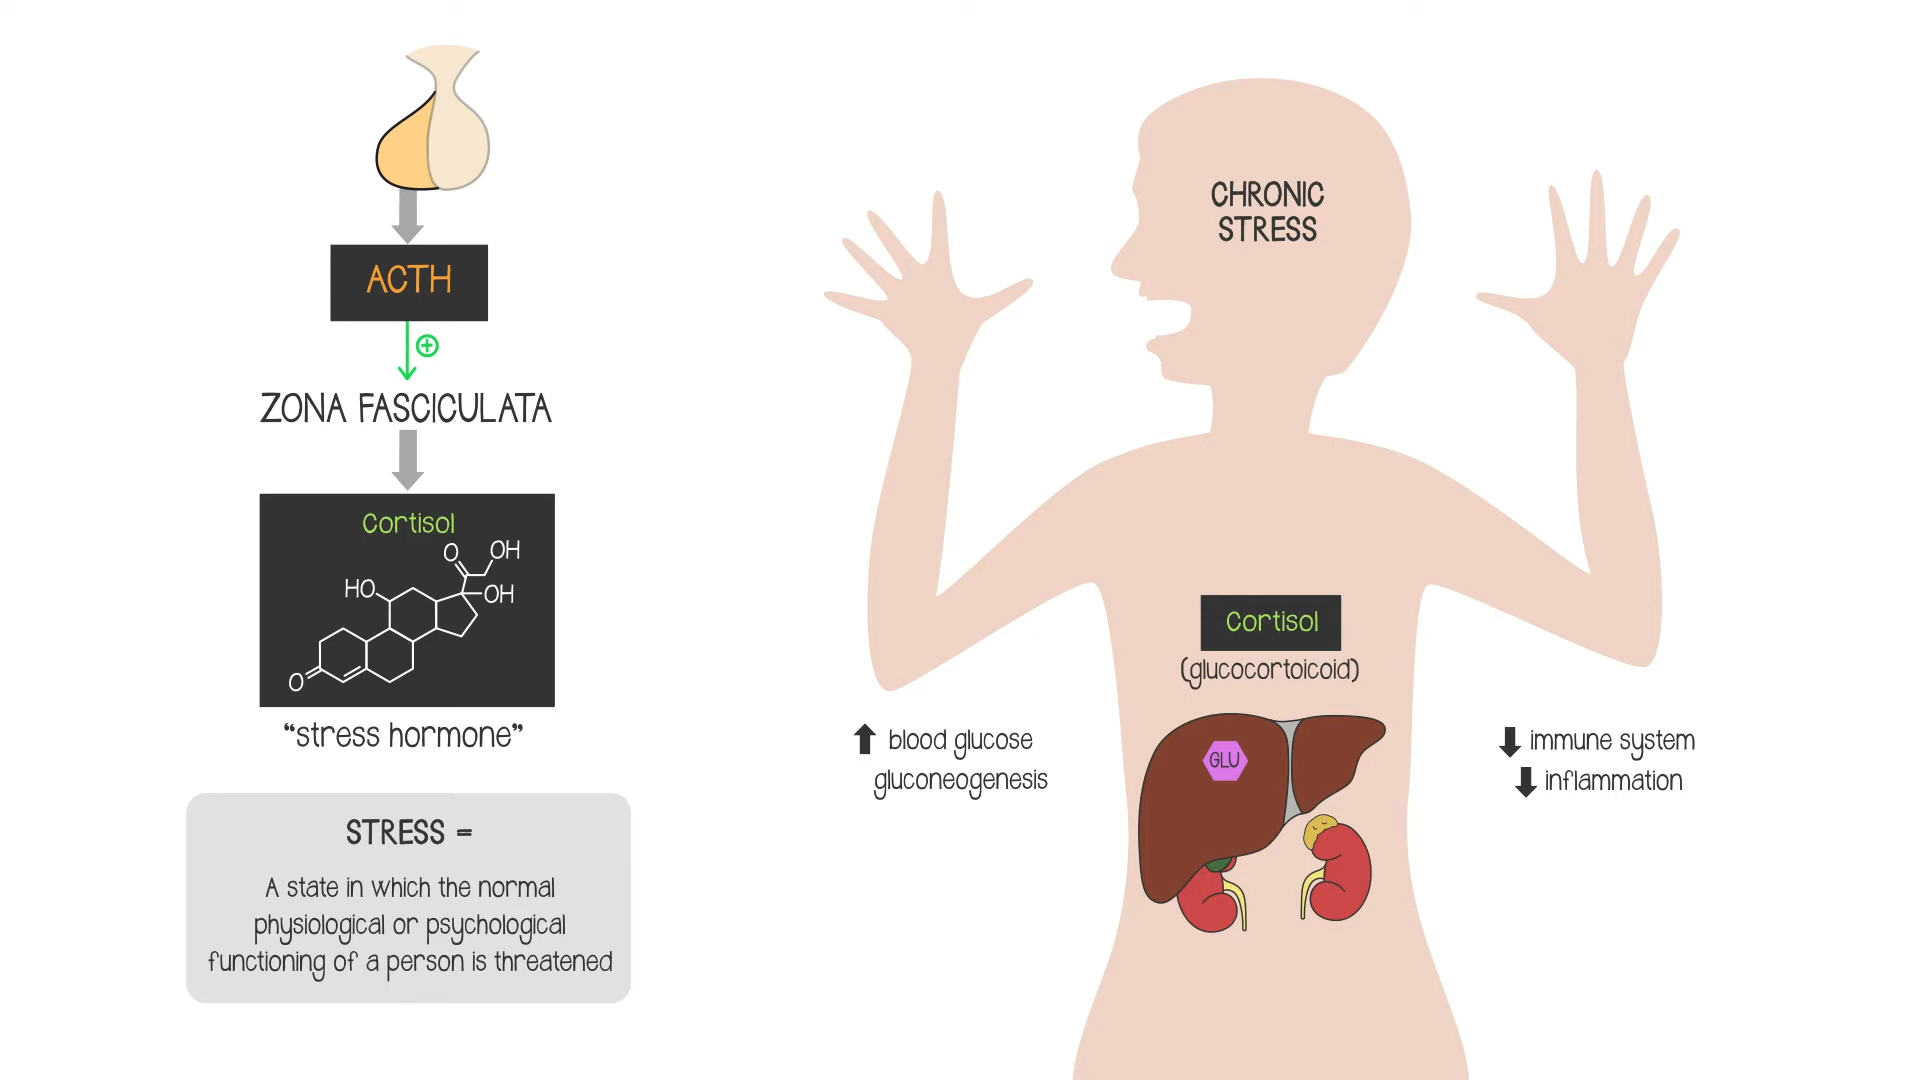 ACTH
ZONA FASCICULATA
Cortisol
O
OH
HO
OH
O
“stress hormone”
STRESS =
A state in which the normal
physiological or psychological
functioning of a person is threatened
CHRONIC
STRESS
Cortisol
(glucocortoicoid)
GLU
blood glucose
gluconeogenesis
immune system
inflammation